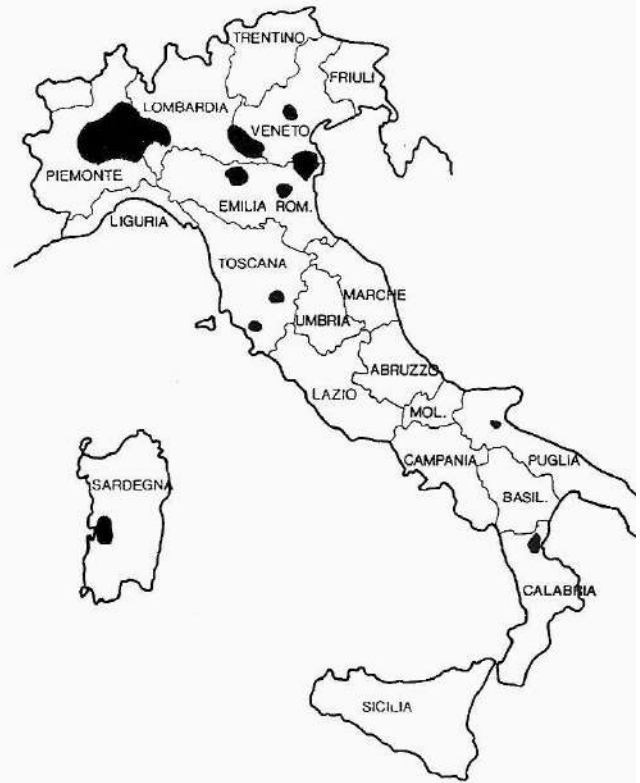 TRENTINO
FRIULI
LOMBARDIA
VENETO
PIEMONTE
EMILIA ROM.
LIGURIA
TOSCANA
MARCHE
UMBRIA
ABRUZZO
LAZIO
MOL.
CAMPANIA
PUGLIA
SARDEGNA
BASIL.
CALABRIA
SICILIA